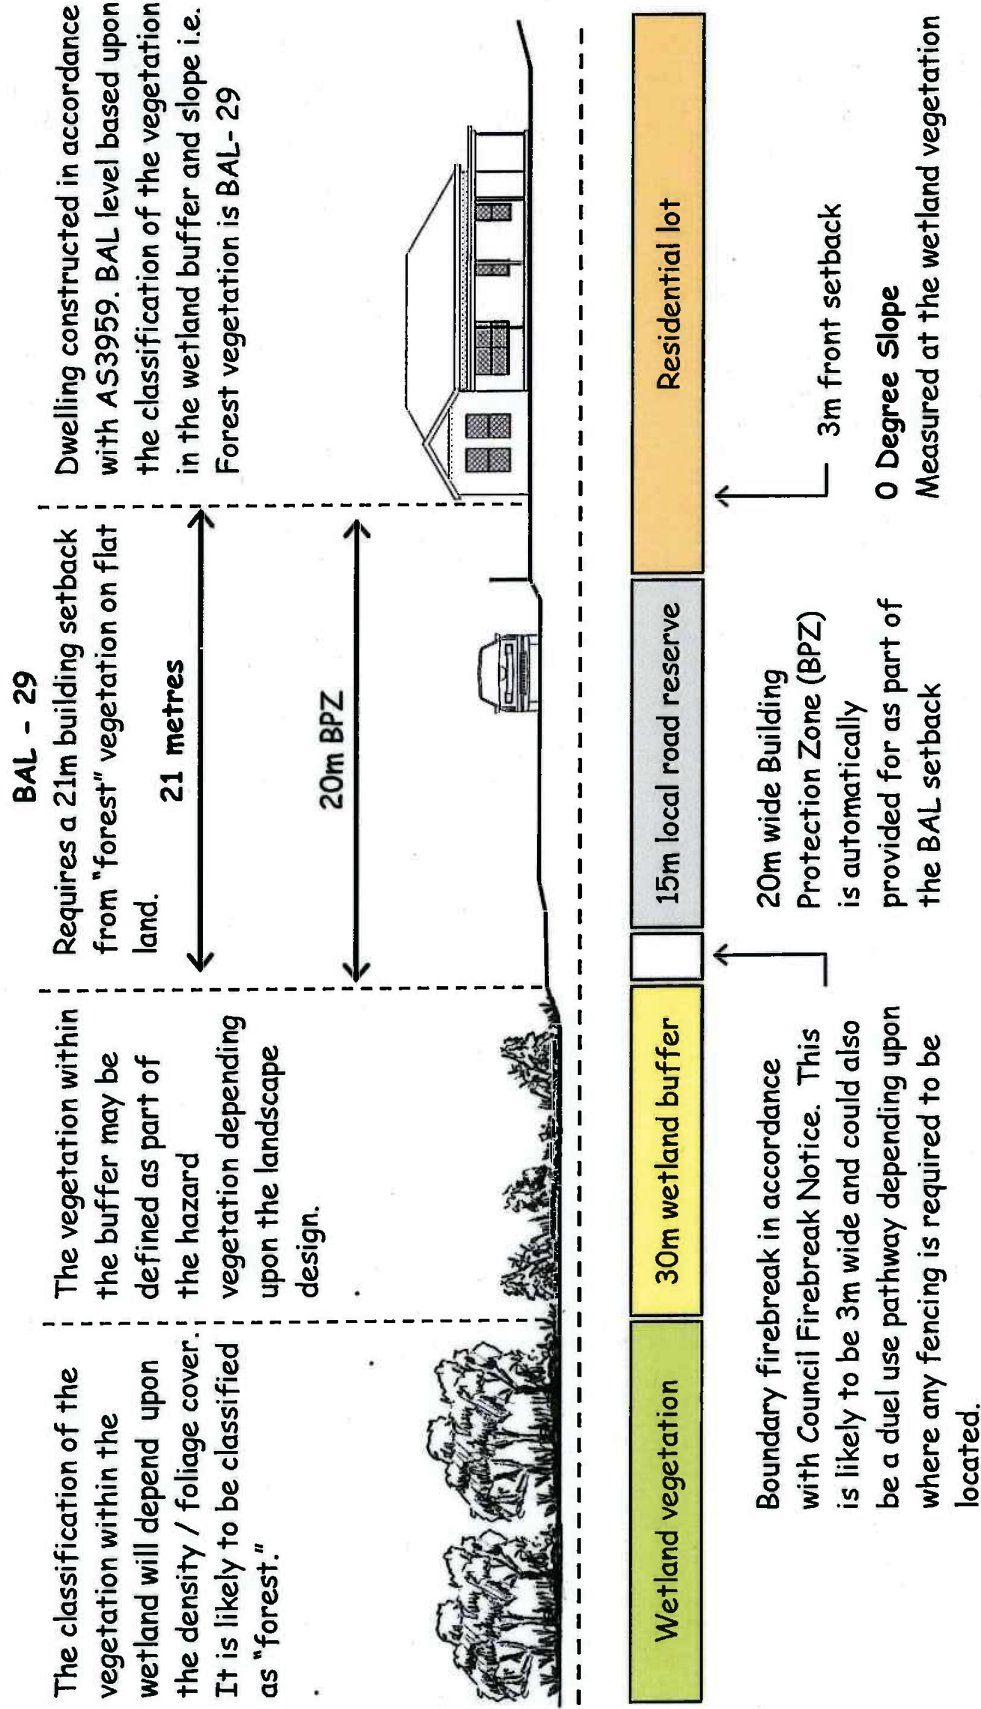 The classification of the
vegetation within the
wetland will depend upon
the density / foliage cover.
It is likely to be classified
as "forest."
The vegetation within
the buffer may be
defined as part of
the hazard
vegetation depending
upon the landscape
design.
BAL - 29
Requires a 21m building setback
from "forest" vegetation on flat
land.
21 metres
20m BPZ
Dwelling constructed in accordance
with AS3959. BAL level based upon
the classification of the vegetation
in the wetland buffer and slope i.e.
Forest vegetation is BAL- 29
Wetland vegetation
30m wetland buffer
15m local road reserve
Residential lot
Boundary firebreak in accordance
with Council Firebreak Notice. This
is likely to be 3m wide and could also
be a duel use pathway depending upon
where any fencing is required to be
located.
20m wide Building
Protection Zone (BPZ)
is automatically
provided for as part of
the BAL setback
3m front setback
0 Degree Slope
Measured at the wetland vegetation